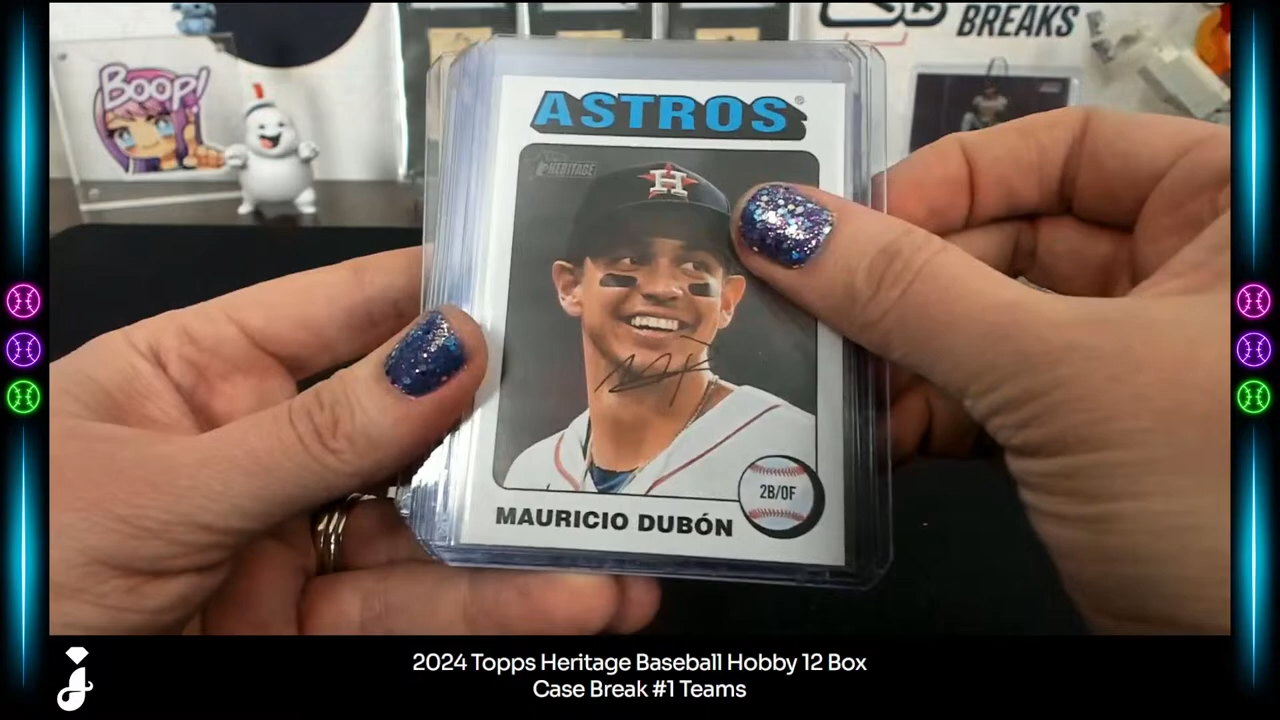 BOOP!
BREAKS
ASTROS
HERITAGE
2B/OF
MAURICIO DUBÓN
2024 Topps Heritage Baseball Hobby 12 Box
Case Break #1 Teams